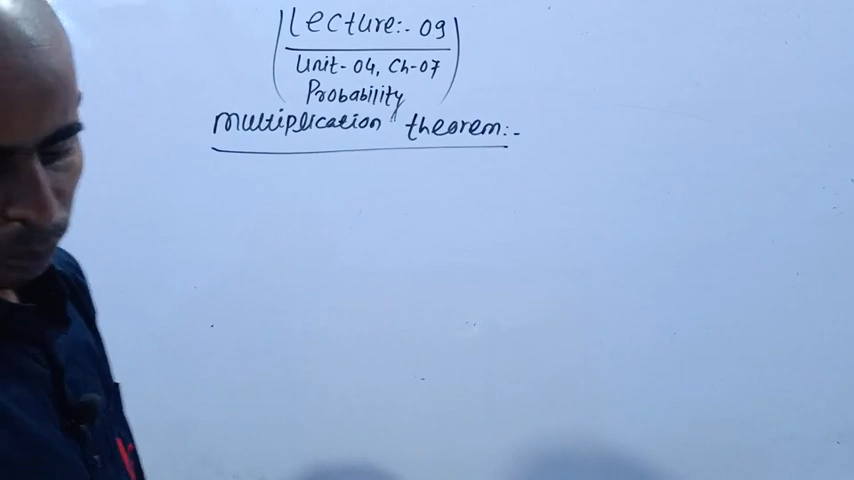 Lecture:- 09
Unit- 04, Ch-07
Probability
multiplication theorem:-